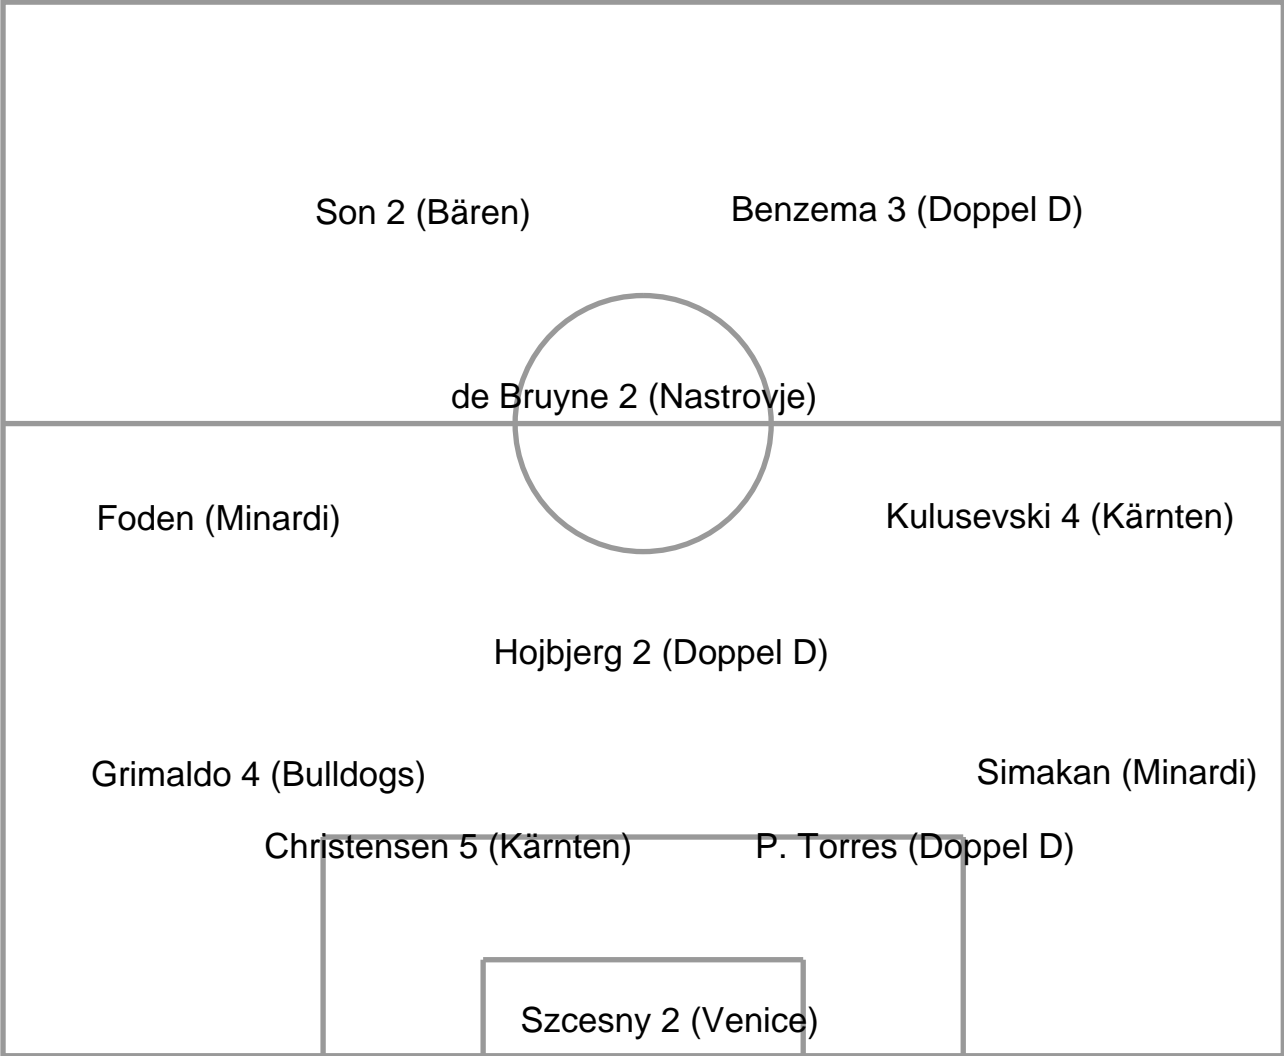 Son 2 (Bären)
Benzema 3 (Doppel D)
de Bruyne 2 (Nastrovje)
Foden (Minardi)
Kulusevski 4 (Kärnten)
Hojbjerg 2 (Doppel D)
Grimaldo 4 (Bulldogs)
Simakan (Minardi)
Christensen 5 (Kärnten)
P. Torres (Doppel D)
Szcesny 2 (Venice)